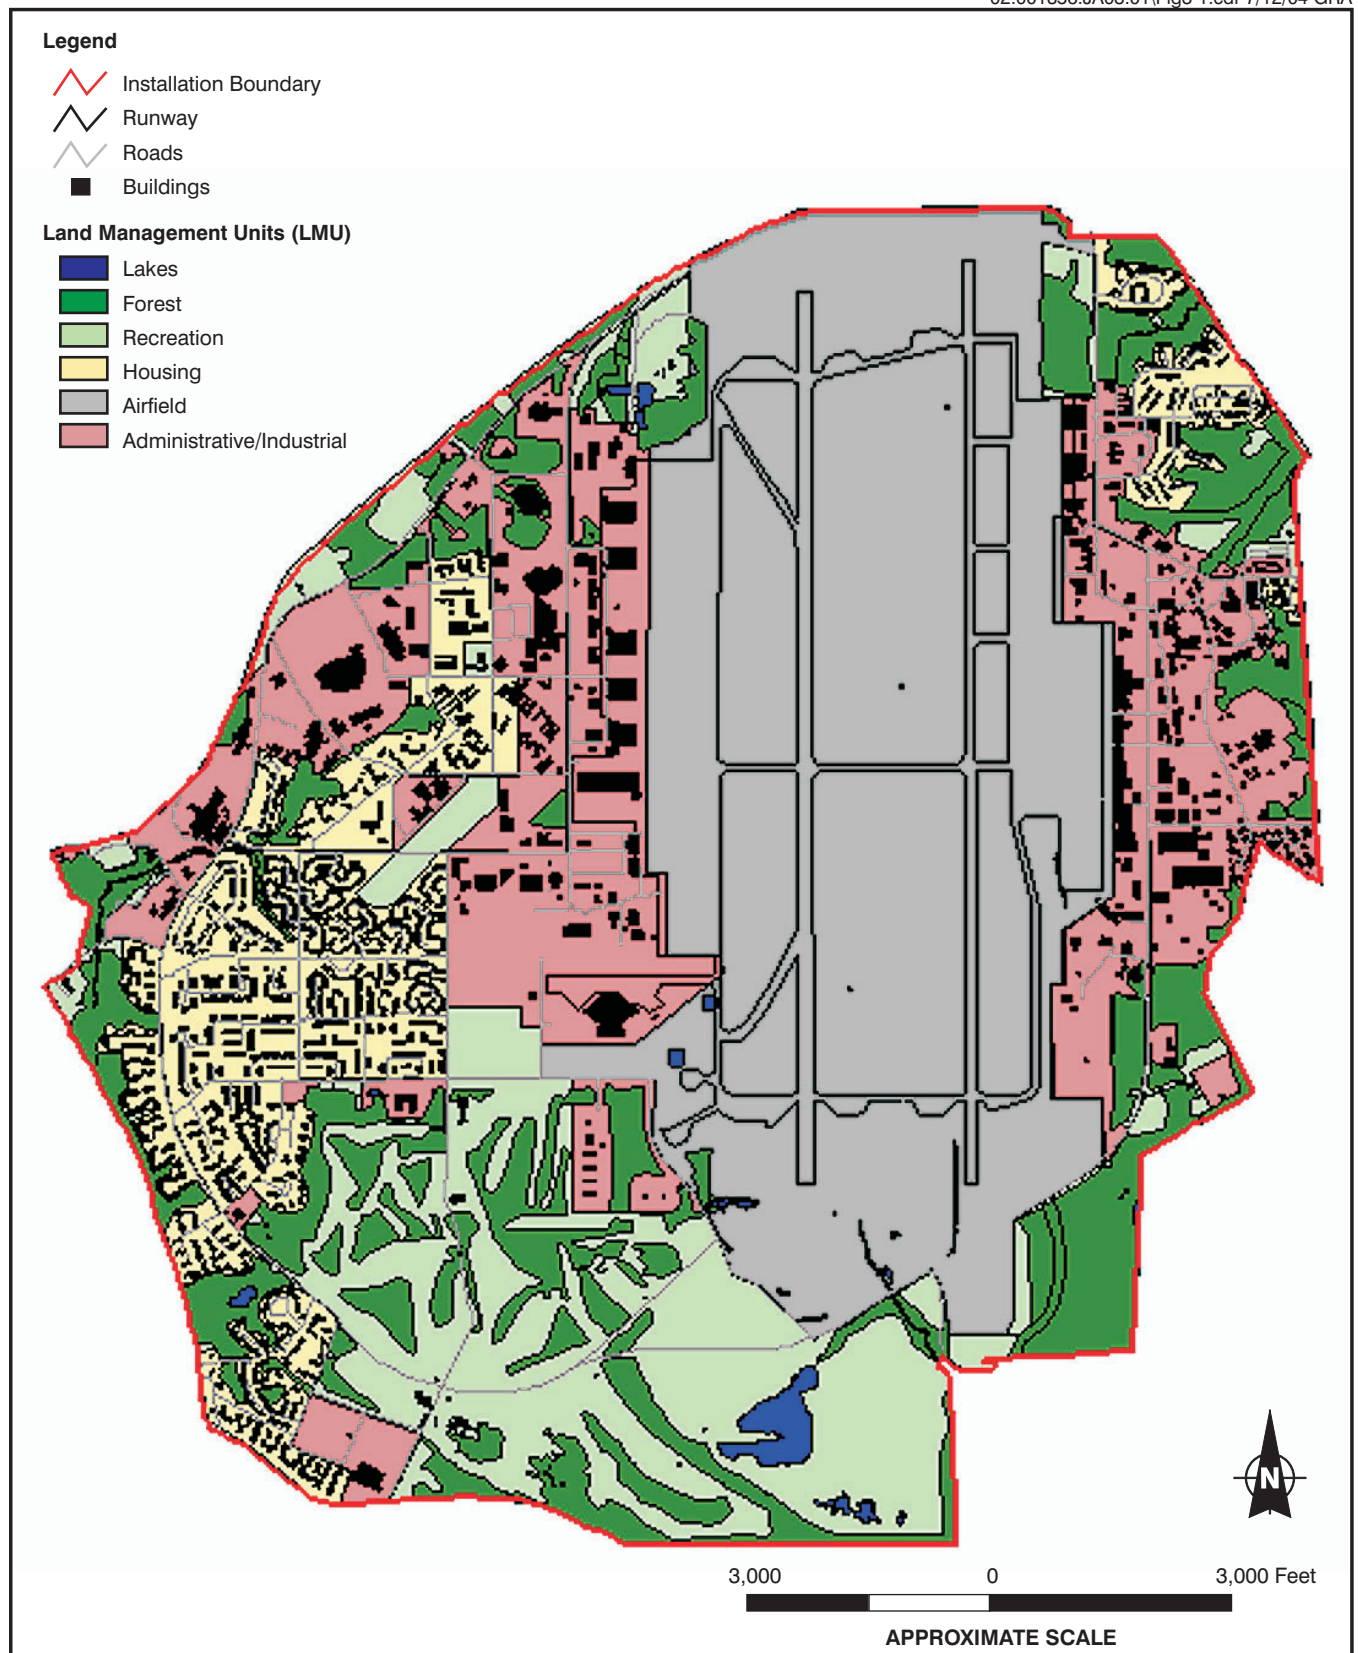 Legend
Installation Boundary
Runway
Roads
Buildings
Land Management Units (LMU)
Lakes
Forest
Recreation
Housing
Airfield
Administrative/Industrial
N
3,000 0 3,000 Feet
APPROXIMATE SCALE